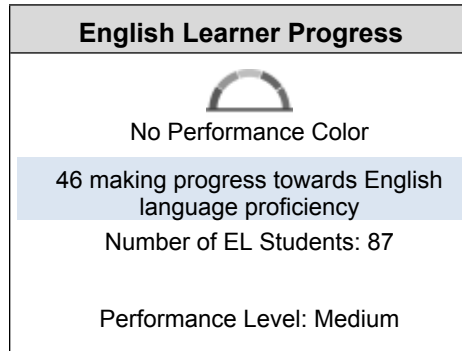 English Learner Progress
No Performance Color
46 making progress towards English
language proficiency
Number of EL Students: 87
Performance Level: Medium